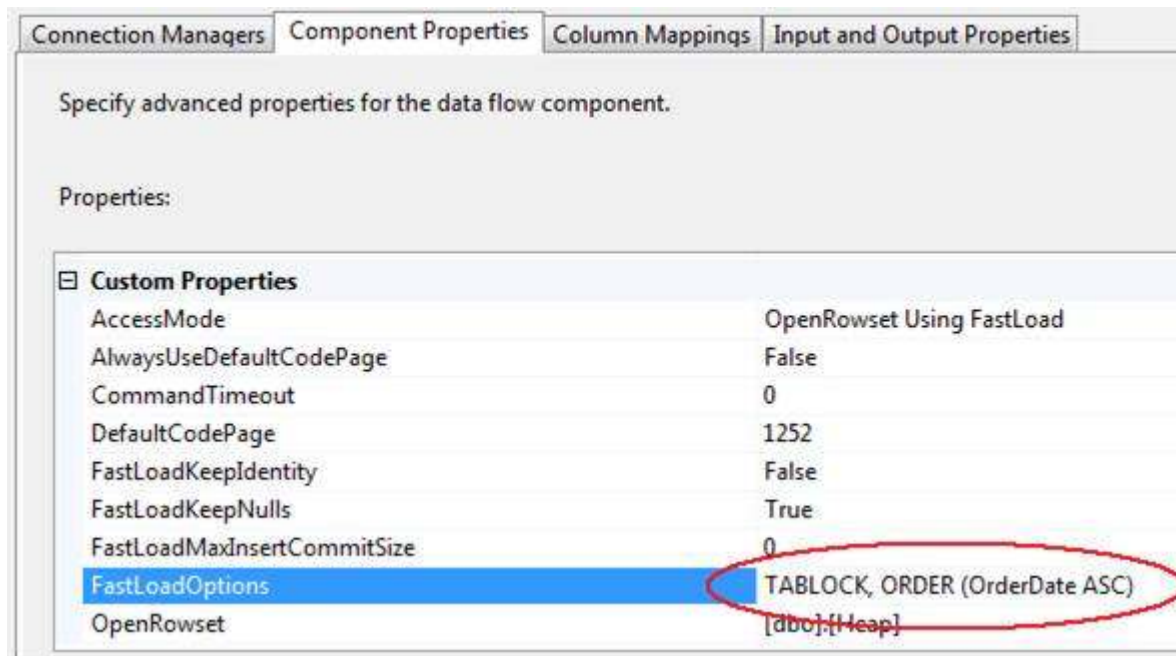 Connection Managers Component Properties Column Mappings Input and Output Properties
Specify advanced properties for the data flow component.
Properties:
Custom Properties
AccessMode OpenRowset Using FastLoad
AlwaysUseDefaultCodePage False
CommandTimeout 0
DefaultCodePage 1252
FastLoadKeepIdentity False
FastLoadKeepNulls True
FastLoadMaxInsertCommitSize 0
FastLoadOptions TABLOCK, ORDER (OrderDate ASC)
OpenRowset [dbo].[Heap]